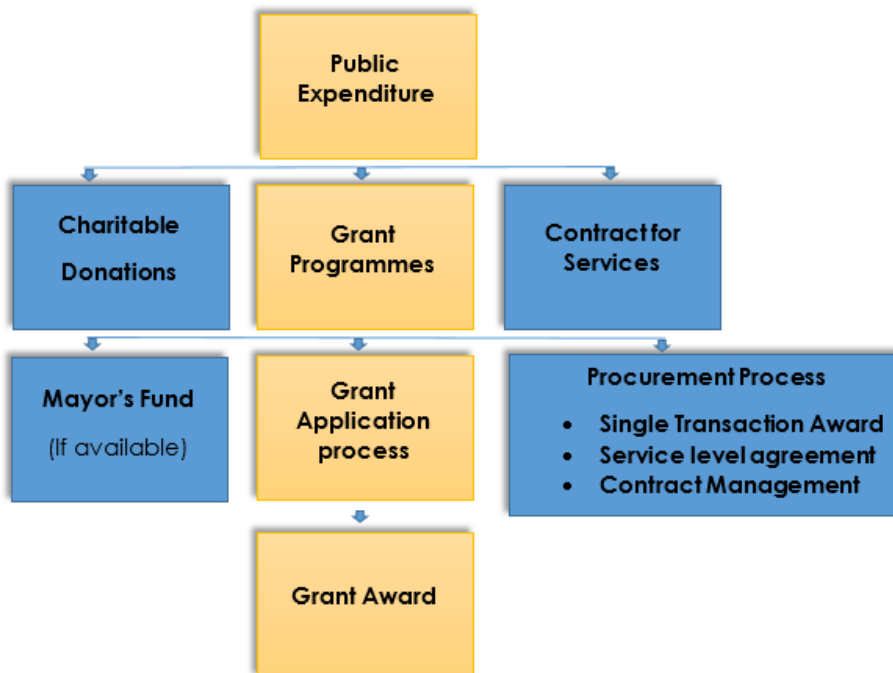 Public
Expenditure
Charitable
Donations
Grant
Programmes
Contract for
Services
Mayor's Fund
(If available)
Grant
Application
process
Procurement Process
• Single Transaction Award
• Service level agreement
• Contract Management
Grant Award